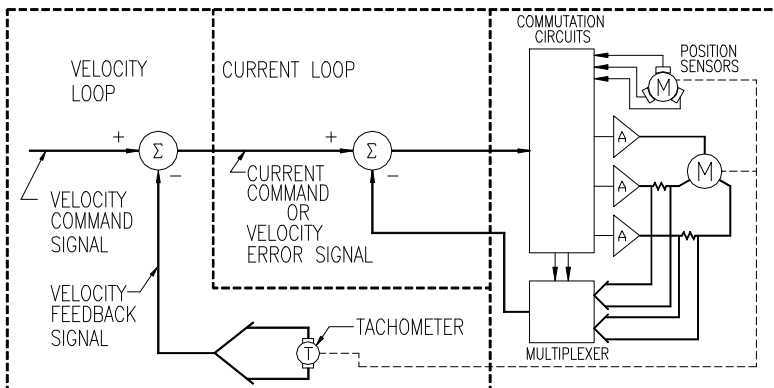 COMMUTATION
CIRCUITS
POSITION
SENSORS
M
VELOCITY
LOOP
CURRENT LOOP
+
Σ
−
+
Σ
−
A
A
A
M
VELOCITY
COMMAND
SIGNAL
CURRENT
COMMAND
OR
VELOCITY
ERROR SIGNAL
VELOCITY
FEEDBACK
SIGNAL
TACHOMETER
T
MULTIPLEXER